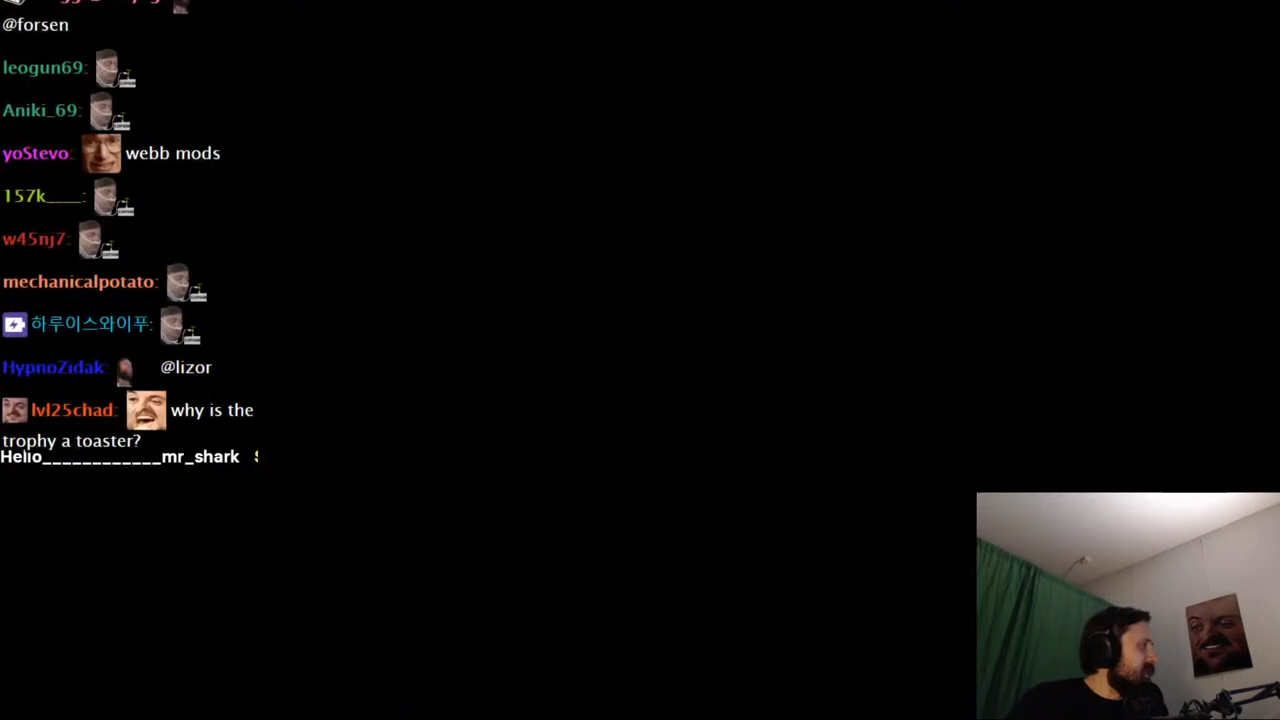 @forsen
leogun69:
Aniki_69:
yoStevo: webb mods
157k____:
w45nj7:
mechanicalpotato:
하루이스와이푸:
HypnoZidak: @lizor
lvl25chad: why is the
trophy a toaster?
Hello____________mr_shark